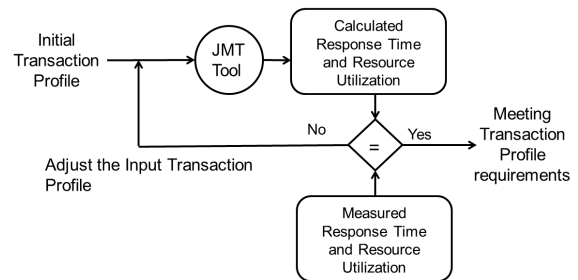 Initial
Transaction
Profile
JMT
Tool
Calculated
Response Time
and Resource
Utilization
No
=
Yes
Meeting
Transaction
Profile
requirements
Adjust the Input Transaction
Profile
Measured
Response Time
and Resource
Utilization